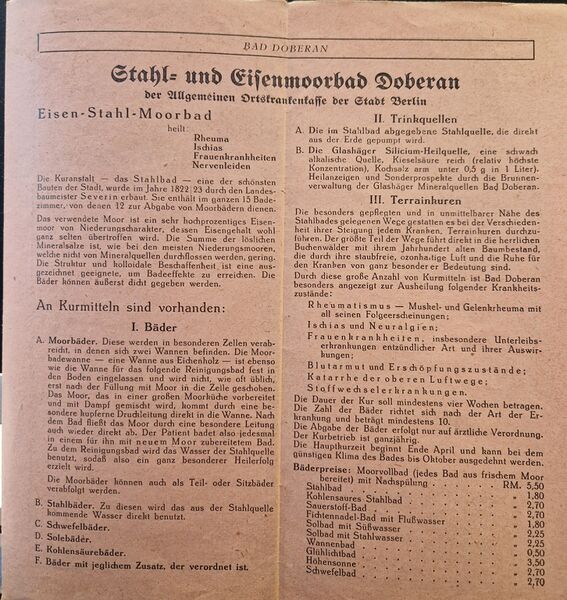 BAD DOBERAN
Stahl- und Eisenmoorbad Doberan
der Allgemeinen Ortskrankenkasse der Stadt Berlin
Eisen-Stahl-Moorbad
heilt:
Rheuma
Ischias
Frauenkrankheiten
Nervenleiden
Die Kuranstalt — das Stahlbad — eine der schönsten
Bauten der Stadt, wurde im Jahre 1822/23 durch den Landes-
baumeister Severin erbaut. Sie enthält im ganzen 15 Bade-
zimmer, von denen 12 zur Abgabe von Moorbädern dienen.
Das verwendete Moor ist ein sehr hochprozentiges Eisen-
moor von Niederungscharakter, dessen Eisengehalt wohl
ganz selten übertroffen wird. Die Summe der löslichen
Mineralsalze ist, wie bei den meisten Niederungsmooren,
welche nicht von Mineralquellen durchflossen werden, gering.
Die Struktur und kolloidale Beschaffenheit ist eine aus-
gezeichnet geeignete, um Badeeffekte zu erreichen. Die
Bäder können äußerst dicht gegeben werden.
An Kurmitteln sind vorhanden:
I. Bäder
A. Moorbäder. Diese werden in besonderen Zellen verab-
reicht, in denen sich zwei Wannen befinden. Die Moor-
badewanne — eine Wanne aus Eichenholz — ist ebenso
wie die Wanne für das folgende Reinigungsbad fest in
den Boden eingelassen und wird nicht, wie oft üblich,
erst nach der Füllung mit Moor in die Zelle geschoben.
Das Moor, das in einer großen Moorküche vorbereitet
und mit Dampf gemischt wird, kommt durch eine be-
sondere kupferne Druckleitung direkt in die Wanne. Nach
dem Bad fließt das Moor durch eine besondere Leitung
auch wieder direkt ab. Der Patient badet also jedesmal
in einem für ihn mit neuem Moor zubereiteten Bad.
Zu dem Reinigungsbad wird das Wasser der Stahlquelle
benutzt, sodaß also ein ganz besonderer Heilerfolg
erzielt wird.
Die Moorbäder können auch als Teil- oder Sitzbäder
verabfolgt werden.
B. Stahlbäder. Zu diesen wird das aus der Stahlquelle
kommende Wasser direkt benutzt.
C. Schwefelbäder.
D. Solebäder.
E. Kohlensäurebäder.
F. Bäder mit jeglichem Zusatz, der verordnet ist.
II. Trinkquellen
A. Die im Stahlbad abgegebene Stahlquelle, die direkt
aus der Erde gepumpt wird.
B. Die Glashäger Silicium-Heilquelle, eine schwach
alkalische Quelle, Kieselsäure reich (relativ höchste
Konzentration), Kochsalz arm unter 0,5 g in 1 Liter).
Heilanzeigen und Sonderprospekte durch die Brunnen-
verwaltung der Glashäger Mineralquellen Bad Doberan.
III. Terrainkuren
Die besonders gepflegten und in unmittelbarer Nähe des
Stahlbades gelegenen Wege gestatten es bei der Verschieden-
heit ihrer Steigung jedem Kranken, Terrainkuren durchzu-
führen. Der größte Teil der Wege führt direkt in die herrlichen
Buchenwälder mit ihrem Jahrhundert alten Baumbestand,
die durch ihre staubfreie, ozonhaltige Luft und die Ruhe für
den Kranken von ganz besonderer Bedeutung sind.
Durch diese große Anzahl von Kurmitteln ist Bad Doberan
besonders angezeigt zur Ausheilung folgender Krankheits-
zustände:
Rheumatismus — Muskel- und Gelenkrheuma mit
all seinen Folgeerscheinungen;
Ischias und Neuralgien;
Frauenkrankheiten, insbesondere Unterleibs-
erkrankungen entzündlicher Art und ihrer Auswir-
kungen;
Blutarmut und Erschöpfungszustände;
Katarrhe der oberen Luftwege;
Stoffwechselerkrankungen.
Die Dauer der Kur soll mindestens vier Wochen betragen.
Die Zahl der Bäder richtet sich nach der Art der Er-
krankung und beträgt mindestens 10.
Die Abgabe der Bäder erfolgt nur auf ärztliche Verordnung.
Der Kurbetrieb ist ganzjährig.
Die Hauptkurzeit beginnt Ende April und kann bei dem
günstigen Klima des Bades bis Oktober ausgedehnt werden.
Bäderpreise: Moorvollbad (jedes Bad aus frischem Moor
bereitet) mit Nachspülung . . RM. 5,50
Stahlbad . . . . . . . . „ 1,80
Kohlensaures Stahlbad . . . . . „ 2,70
Sauerstoff-Bad . . . . . . „ 2,70
Fichtennadel-Bad mit Flußwasser . . . „ 1,80
Solbad mit Süßwasser . . . . . „ 2,25
Solbad mit Stahlwasser . . . . . „ 2,25
Wannenbad . . . . . . . „ 0,50
Glühlichtbad . . . . . . . „ 3,50
Höhensonne . . . . . . . „ 2,70
Schwefelbad . . . . . . . „ 2,70